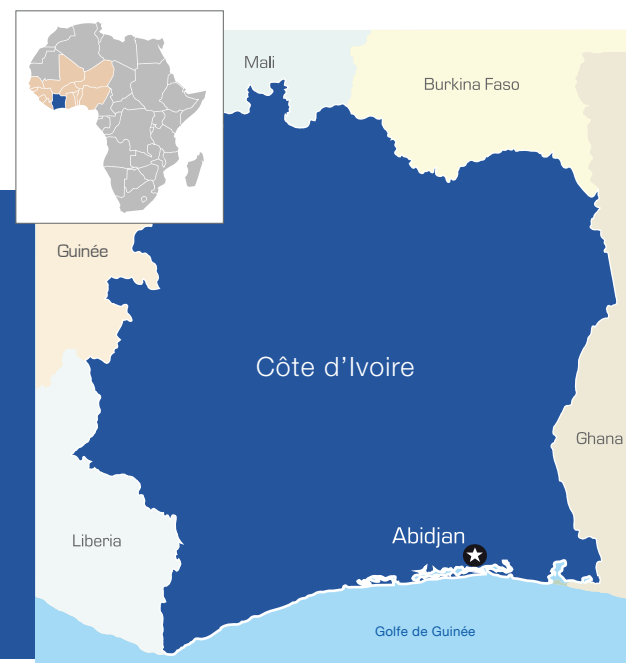 Mali
Burkina Faso
Guinée
Côte d’Ivoire
Ghana
Abidjan
Liberia
Golfe de Guinée